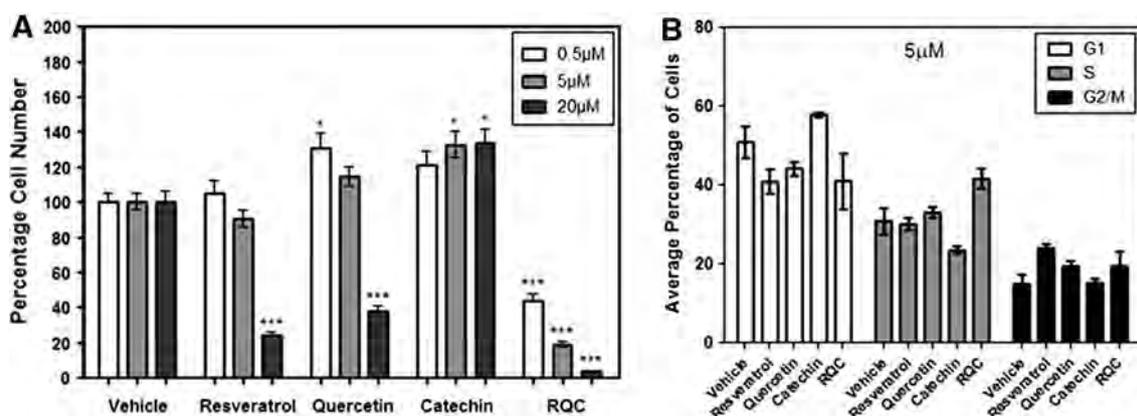 A
200
180
160
140
120
100
80
60
40
20
0
Percentage Cell Number
0.5µM
5µM
20µM
*
*
*
***
***
***
***
***
Vehicle
Resveratrol
Quercetin
Catechin
RQC
B
80
60
40
20
0
Average Percentage of Cells
5µM
G1
S
G2/M
Vehicle
Resveratrol
Quercetin
Catechin
RQC
Vehicle
Resveratrol
Quercetin
Catechin
RQC
Vehicle
Resveratrol
Quercetin
Catechin
RQC